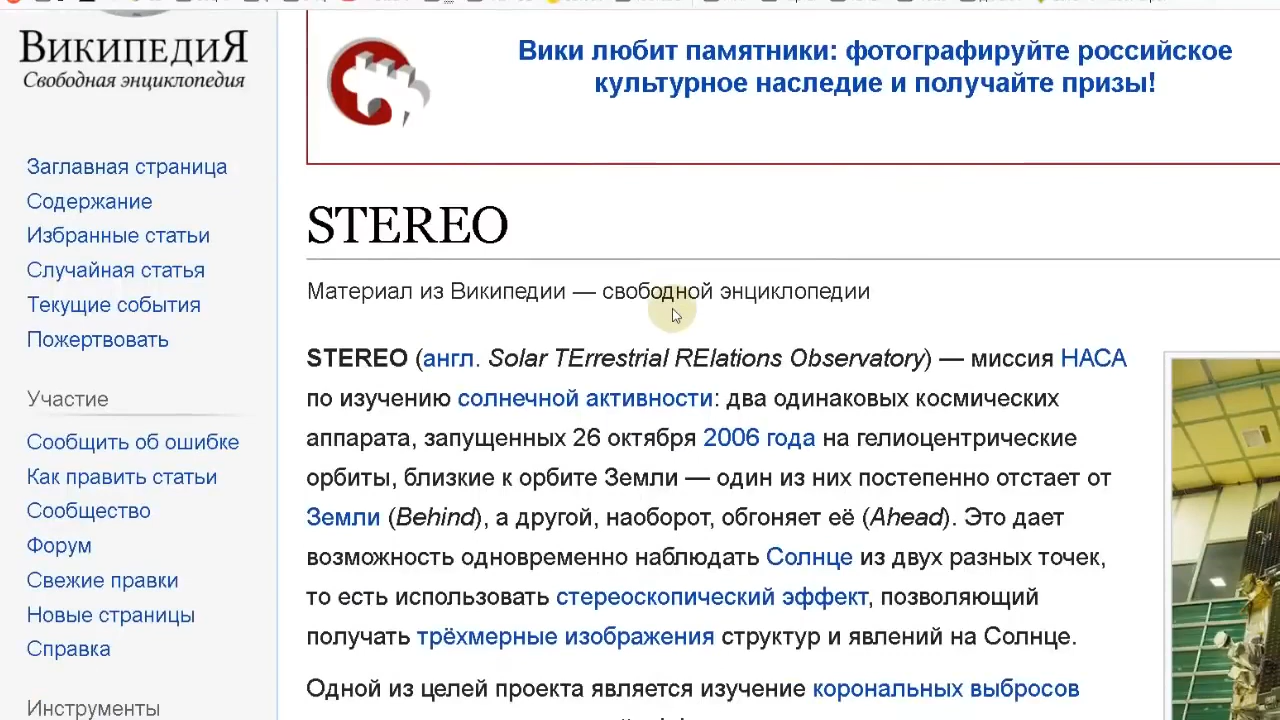 ВикипедиЯ
Свободная энциклопедия
Заглавная страница
Содержание
Избранные статьи
Случайная статья
Текущие события
Пожертвовать
Участие
Сообщить об ошибке
Как править статьи
Сообщество
Форум
Свежие правки
Новые страницы
Справка
Инструменты
Вики любит памятники: фотографируйте российское
культурное наследие и получайте призы!
STEREO
Материал из Википедии — свободной энциклопедии
STEREO (англ. Solar TErrestrial RElations Observatory) — миссия НАСА
по изучению солнечной активности: два одинаковых космических
аппарата, запущенных 26 октября 2006 года на гелиоцентрические
орбиты, близкие к орбите Земли — один из них постепенно отстает от
Земли (Behind), а другой, наоборот, обгоняет её (Ahead). Это дает
возможность одновременно наблюдать Солнце из двух разных точек,
то есть использовать стереоскопический эффект, позволяющий
получать трёхмерные изображения структур и явлений на Солнце.
Одной из целей проекта является изучение корональных выбросов